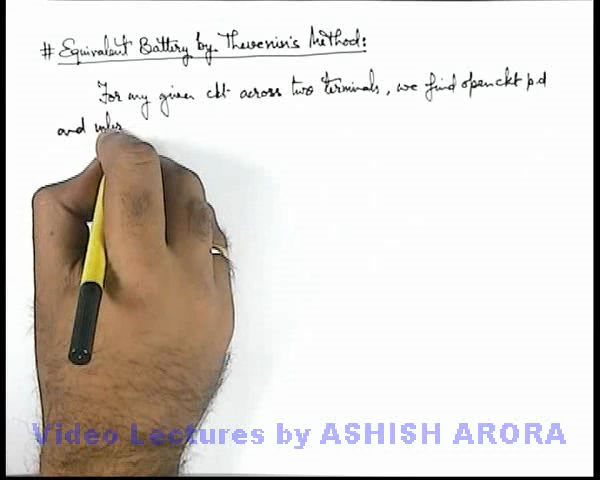 # Equivalent Battery by Thevenin's Method:
For any given ckt across two terminals, we find open ckt p.d
and
Video Lectures by ASHISH ARORA